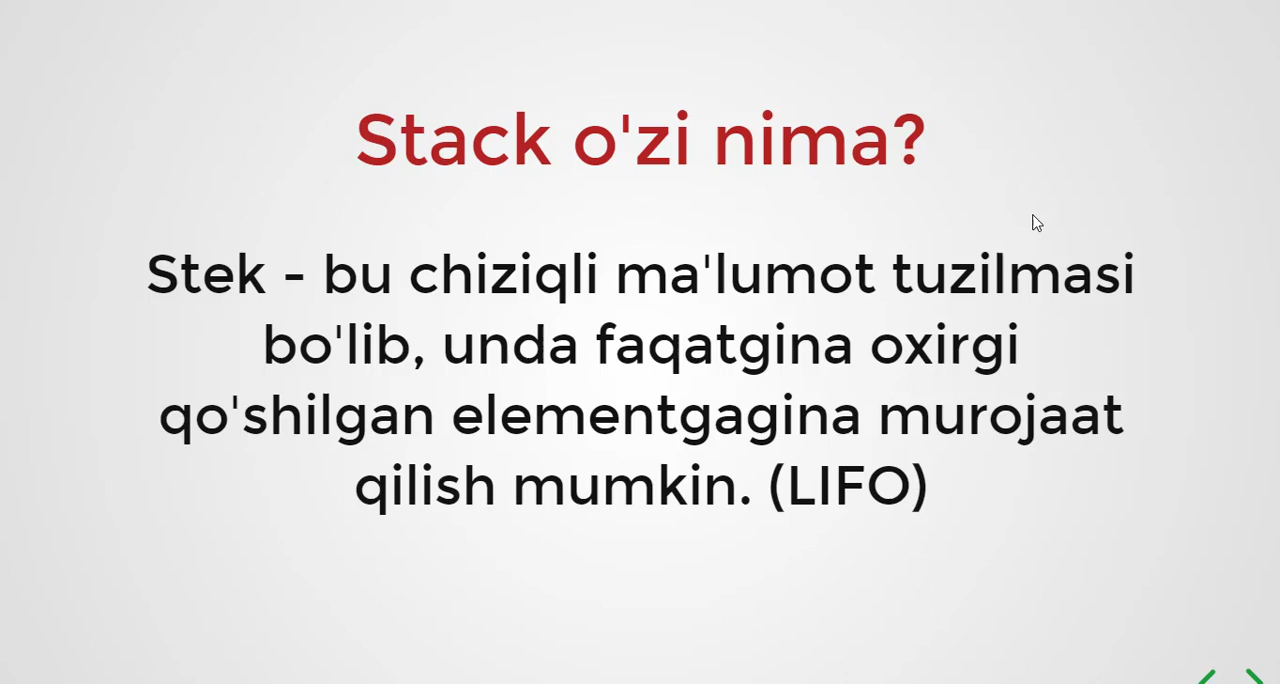 Stack o'zi nima?
Stek - bu chiziqli ma'lumot tuzilmasi
bo'lib, unda faqatgina oxirgi
qo'shilgan elementgagina murojaat
qilish mumkin. (LIFO)